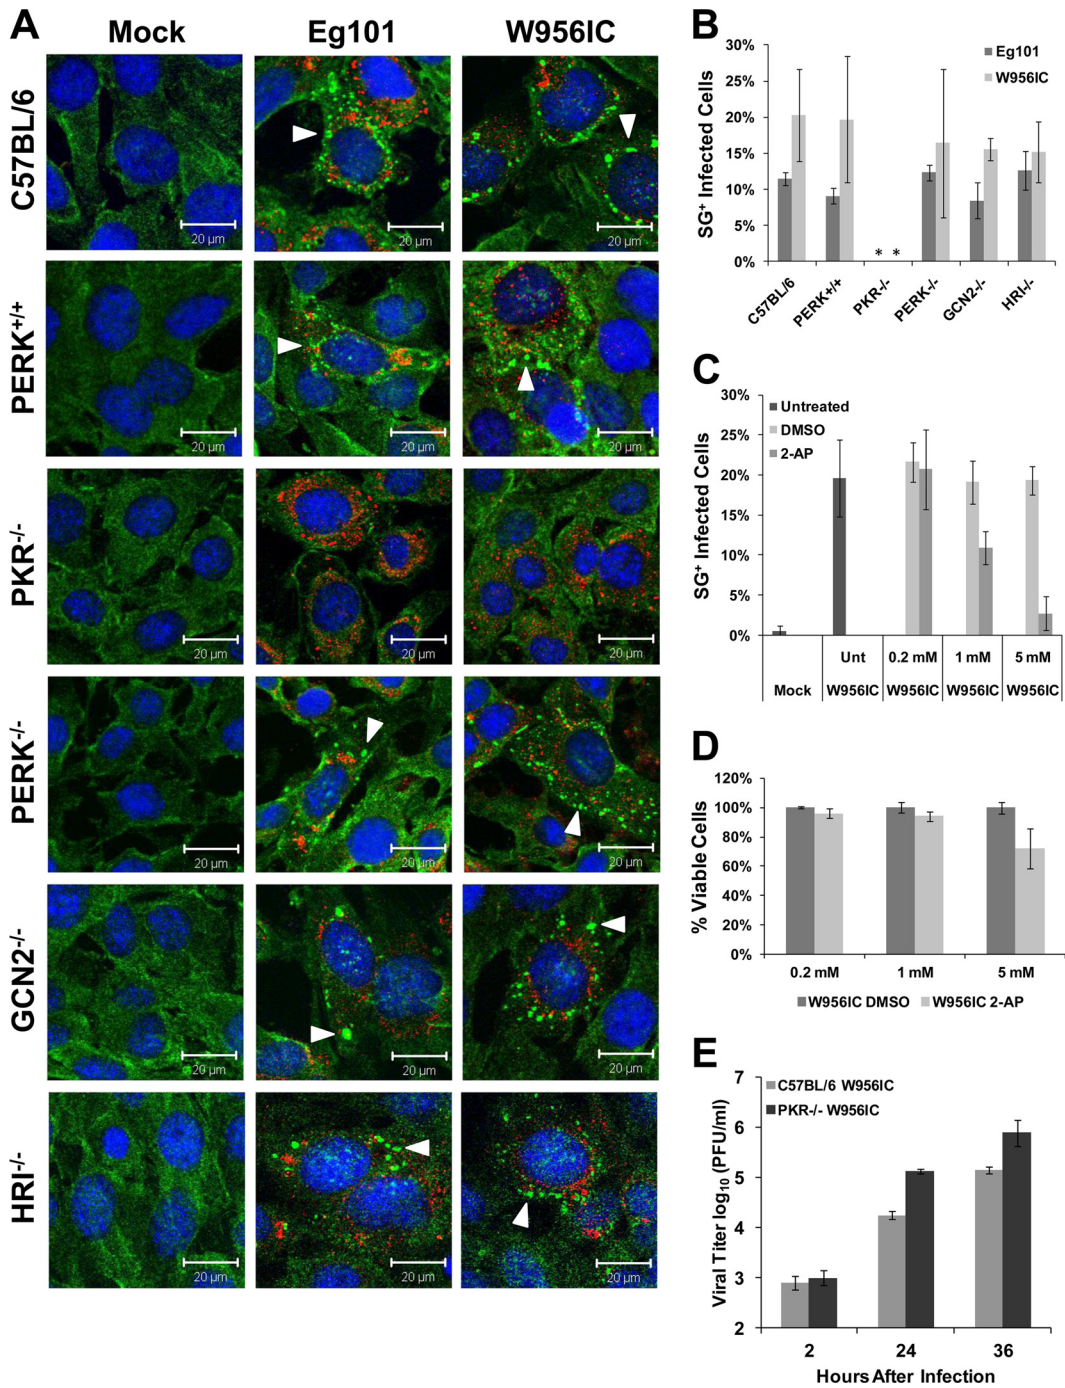 A
Mock Eg101 W956IC
C57BL/6
20 µm 20 µm 20 µm
PERK+/+
20 µm 20 µm 20 µm
PKR-/-
20 µm 20 µm 20 µm
PERK-/-
20 µm 20 µm 20 µm
GCN2-/-
20 µm 20 µm 20 µm
HRI-/-
20 µm 20 µm 20 µm
B
SG+ Infected Cells
30%
25%
20%
15%
10%
5%
0%
Eg101
W956IC
* *
C57BL/6 PERK+/+ PKR-/- PERK-/- GCN2-/- HRI-/-
C
SG+ Infected Cells
30%
25%
20%
15%
10%
5%
0%
Untreated
DMSO
2-AP
Unt 0.2 mM 1 mM 5 mM
Mock W956IC W956IC W956IC W956IC
D
% Viable Cells
120%
100%
80%
60%
40%
20%
0%
0.2 mM 1 mM 5 mM
W956IC DMSO W956IC 2-AP
E
Viral Titer log10 (PFU/ml)
7
6
5
4
3
2
C57BL/6 W956IC
PKR-/- W956IC
2 24 36
Hours After Infection